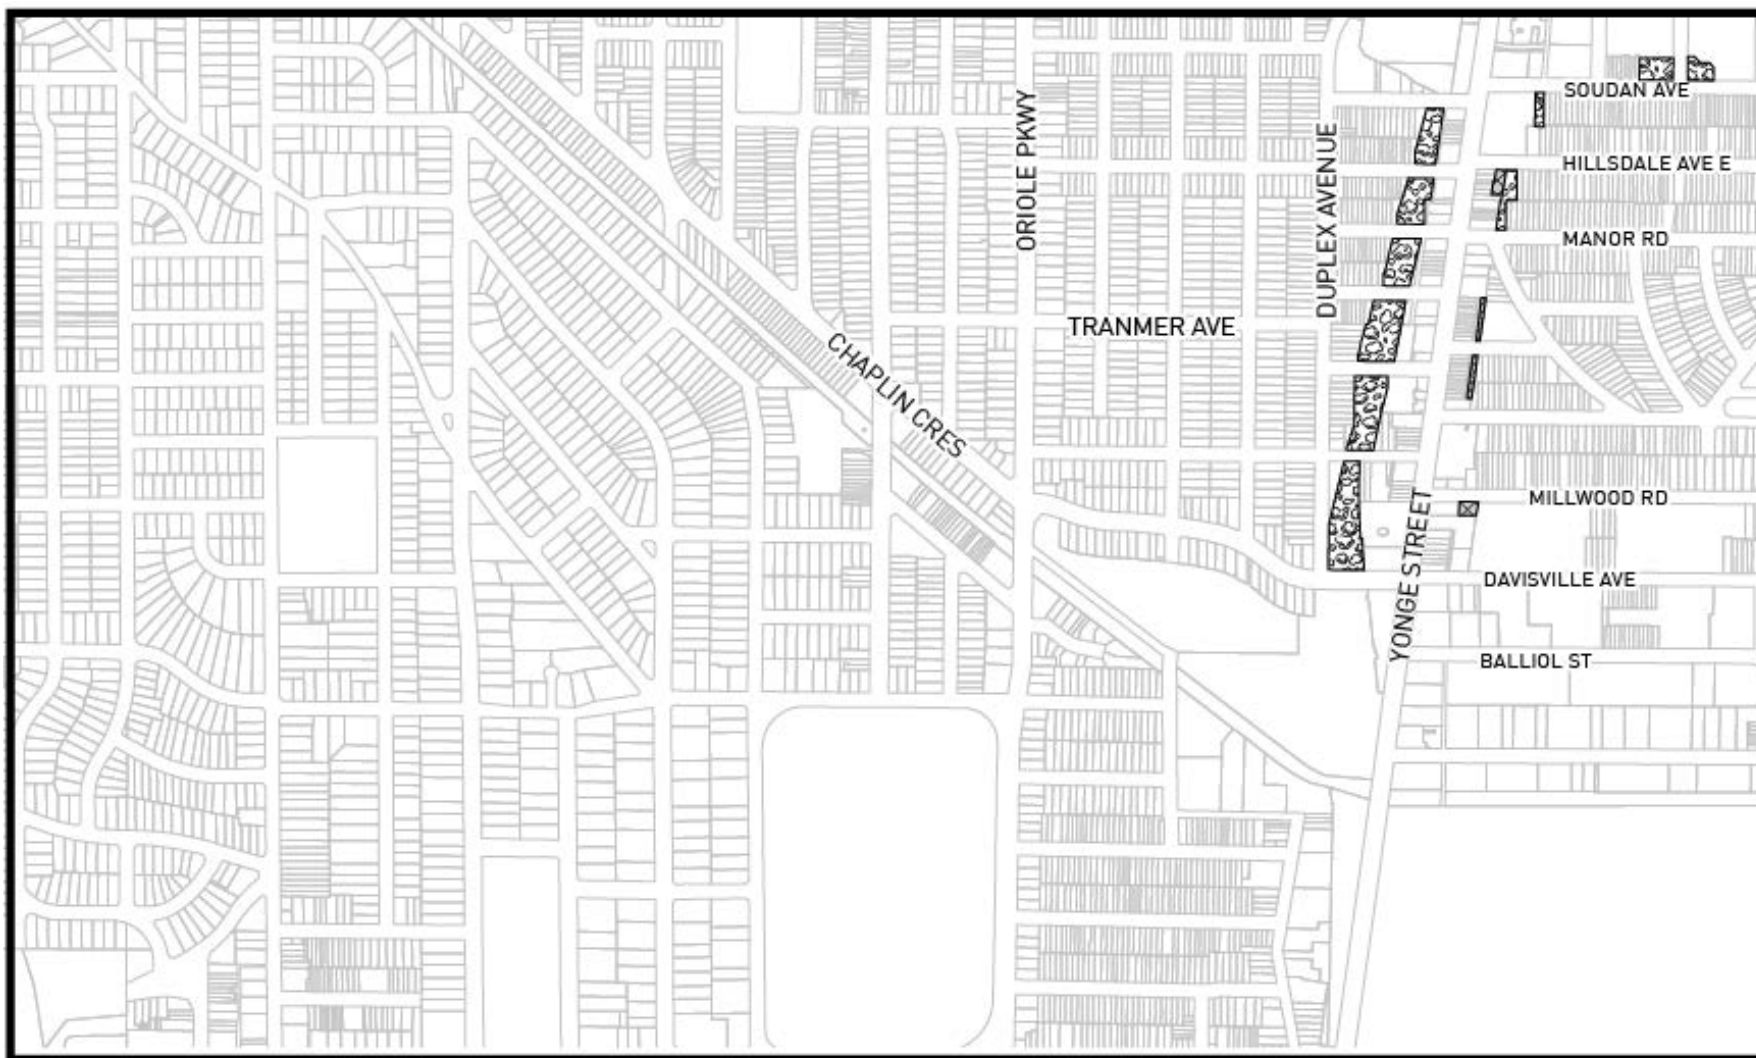 SOUDAN AVE
HILLSDALE AVE E
MANOR RD
ORIOLE PKWY
DUPLEX AVENUE
TRANMER AVE
CHAPLIN CRES
MILLWOOD RD
YONGE STREET
DAVISVILLE AVE
BALLIOL ST